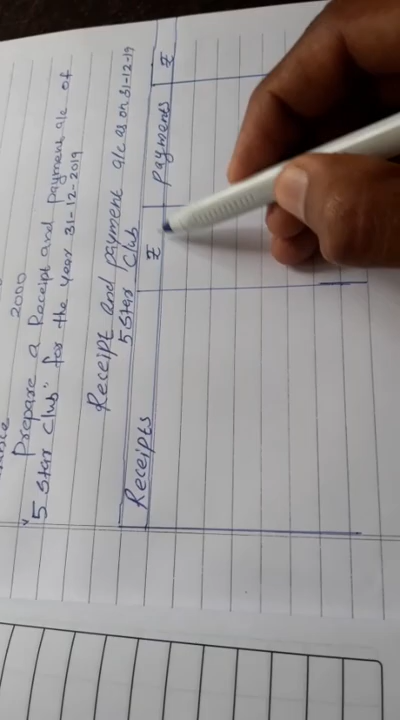 2000
Prepare a Receipt and payment a/c of
"5 Star Club" for the year 31-12-2019
Receipt and payment a/c as on 31-12-19
5 Star Club
Receipts ₹ Payments ₹